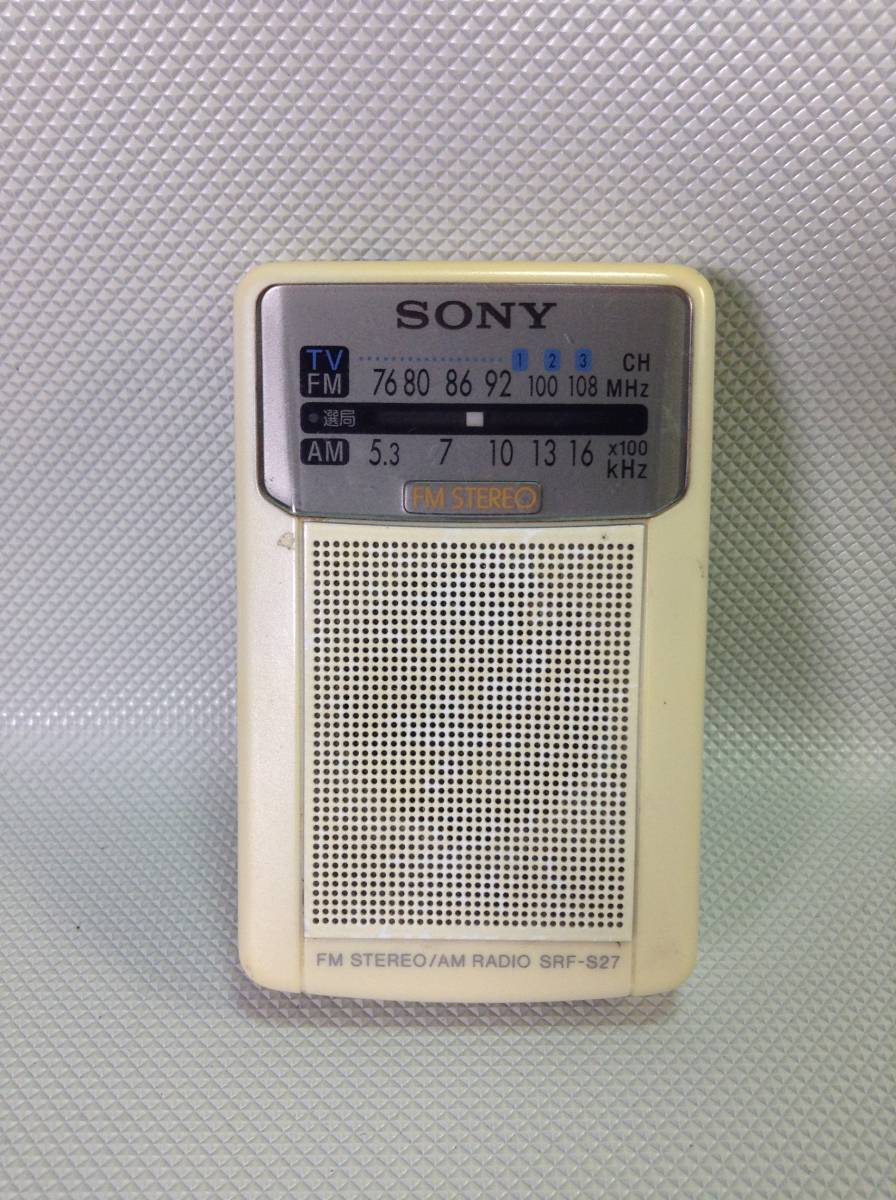 SONY
TV 1 2 3 CH
FM 76 80 86 92 100 108 MHz
選局
AM 5.3 7 10 13 16 x100 kHz
FM STEREO
FM STEREO/AM RADIO SRF-S27